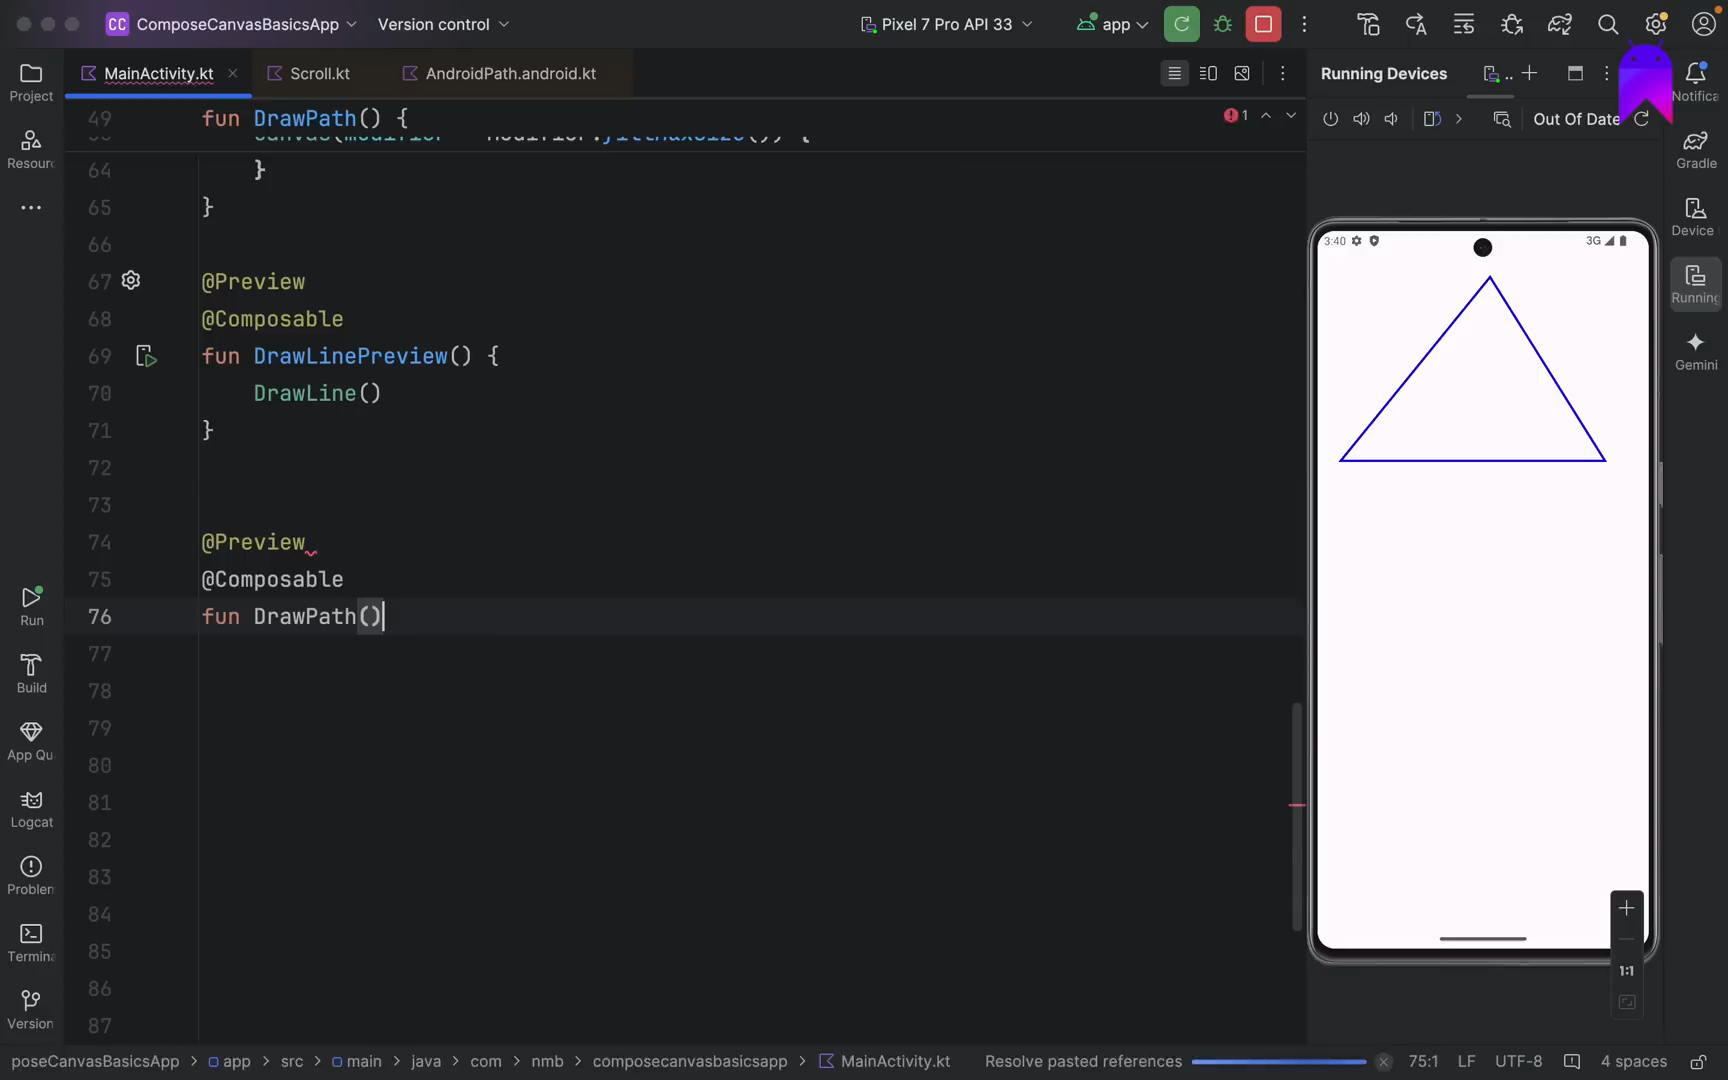 CC ComposeCanvasBasicsApp Version control Pixel 7 Pro API 33 app
Project
Resourc
Run
Build
App Qu
Logcat
Problem
Termina
Version
MainActivity.kt Scroll.kt AndroidPath.android.kt
49 fun DrawPath() {
1
64 }
65 }
66
67 @Preview
68 @Composable
69 fun DrawLinePreview() {
70 DrawLine()
71 }
72
73
74 @Preview
75 @Composable
76 fun DrawPath()
77
78
79
80
81
82
83
84
85
86
87
Running Devices
Out Of Date
3:40 3G
1:1
Notifica
Gradle
Device
Running
Gemini
poseCanvasBasicsApp > app > src > main > java > com > nmb > composecanvasbasicsapp > MainActivity.kt Resolve pasted references 75:1 LF UTF-8 4 spaces